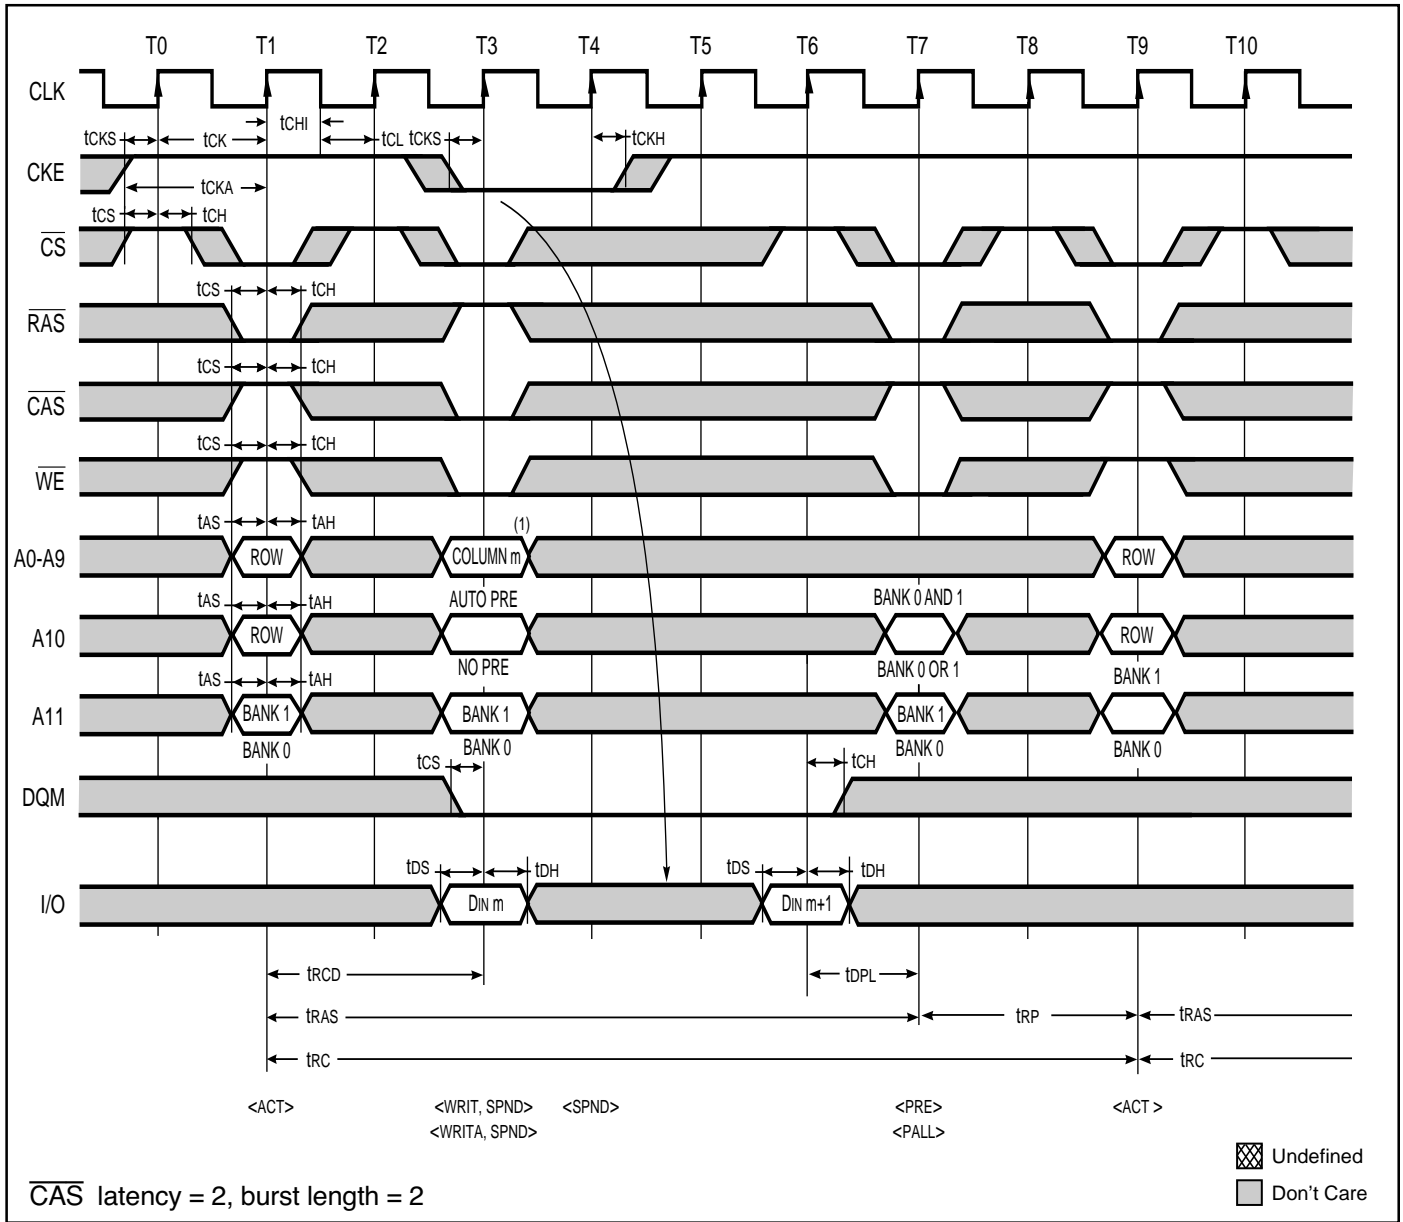 T0 T1 T2 T3 T4 T5 T6 T7 T8 T9 T10
CLK
tCHI
tCKS tCK tCL tCKS tCKH
CKE
tCKA
tCS tCH
CS
tCS tCH
RAS
tCS tCH
CAS
tCS tCH
WE
tAS tAH (1)
A0-A9 ROW COLUMN m ROW
tAS tAH AUTO PRE BANK 0 AND 1
A10 ROW ROW
NO PRE BANK 0 OR 1
tAS tAH BANK 1
A11 BANK 1 BANK 1 BANK 1
BANK 0 BANK 0 BANK 0 BANK 0
tCS tCH
DQM
tDS tDH tDS tDH
I/O DIN m DIN m+1
tRCD tDPL
tRAS tRP tRAS
tRC tRC
<ACT> <WRIT, SPND> <SPND> <PRE> <ACT >
<WRITA, SPND> <PALL>
Undefined
CAS latency = 2, burst length = 2 Don't Care